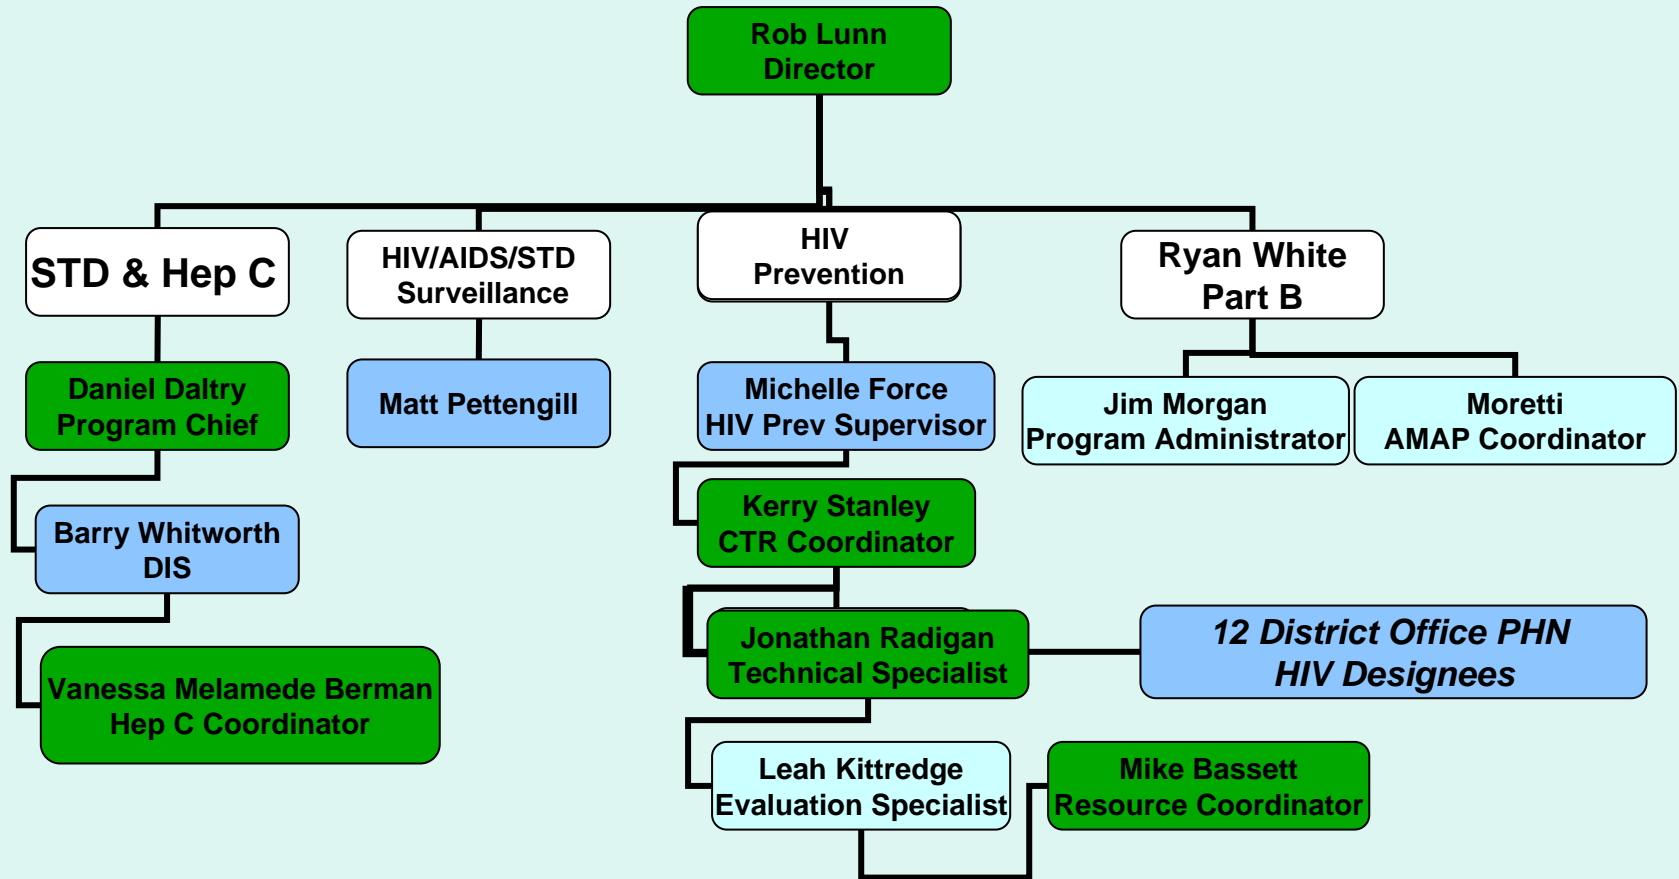 Rob Lunn
Director
STD & Hep C
HIV/AIDS/STD
Surveillance
HIV
Prevention
Ryan White
Part B
Daniel Daltry
Program Chief
Matt Pettengill
Michelle Force
HIV Prev Supervisor
Jim Morgan
Program Administrator
Moretti
AMAP Coordinator
Barry Whitworth
DIS
Kerry Stanley
CTR Coordinator
Vanessa Melamede Berman
Hep C Coordinator
Jonathan Radigan
Technical Specialist
12 District Office PHN
HIV Designees
Leah Kittredge
Evaluation Specialist
Mike Bassett
Resource Coordinator